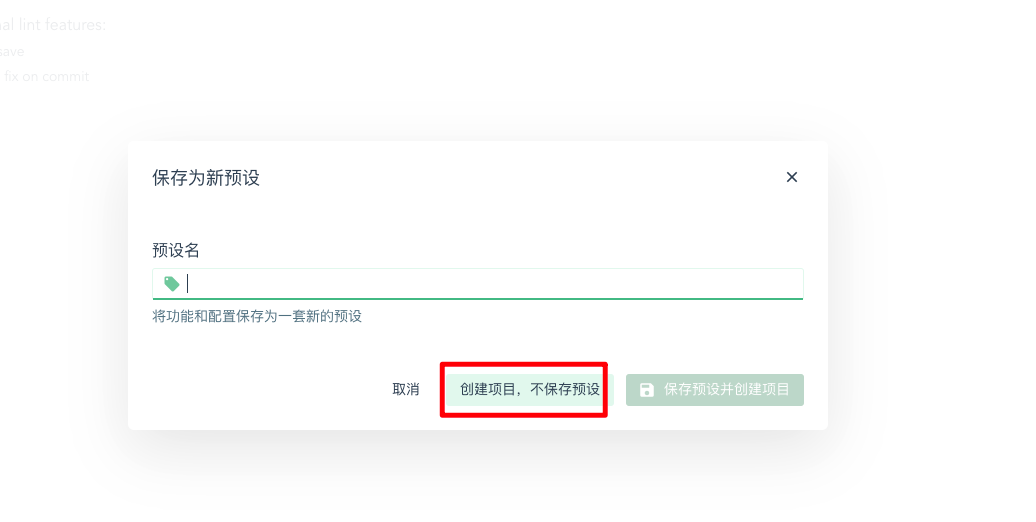 al lint features:
save
fix on commit
保存为新预设
预设名
将功能和配置保存为一套新的预设
取消
创建项目，不保存预设
保存预设并创建项目